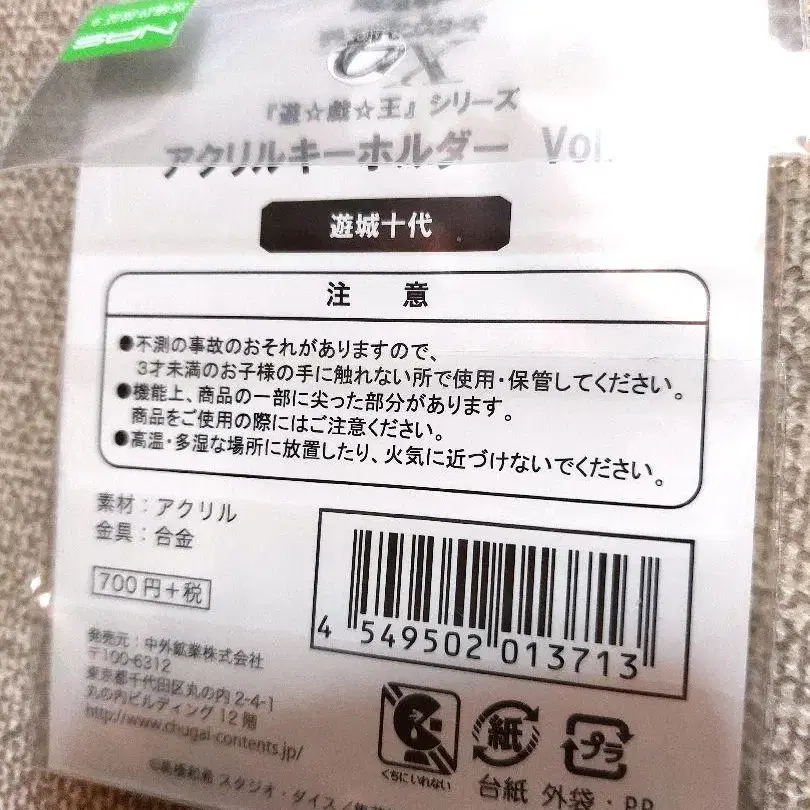 NAS
GX
『遊☆戯☆王』シリーズ
アクリルキーホルダー Vol.
遊城十代
注 意
●不測の事故のおそれがありますので、
3才未満のお子様の手に触れない所で使用・保管してください。
●機能上、商品の一部に尖った部分があります。
商品をご使用の際にはご注意ください。
●高温・多湿な場所に放置したり、火気に近づけないでください。
素材：アクリル
金具：合金
700円+税
発売元：中外鉱業株式会社
〒100-6312
東京都千代田区丸の内2-4-1
丸の内ビルディング12階
http://www.chugai-contents.jp/
©高橋和希 スタジオ・ダイス/
4 549502 013713
くちにいれない
紙
プラ
台紙 外袋・PP